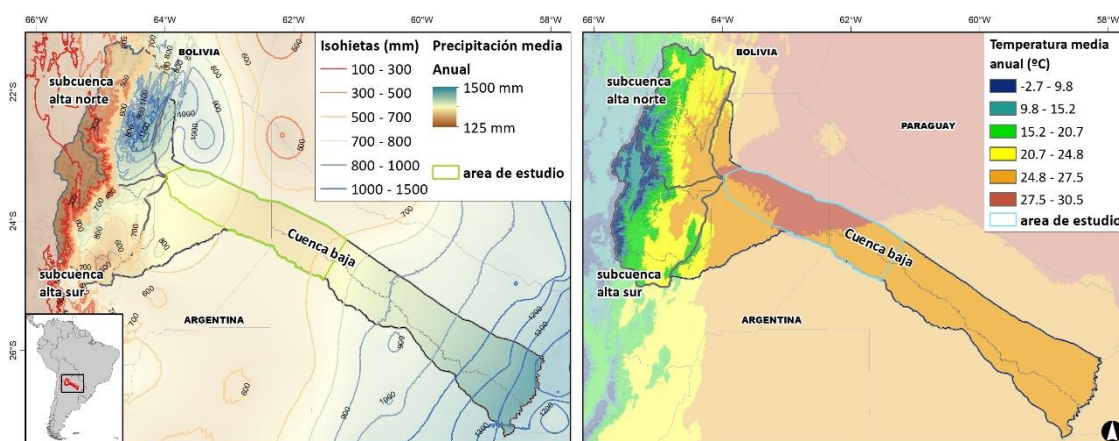 66°W
64°W
62°W
60°W
58°W
22°S
24°S
26°S
BOLIVIA
subcuenca
alta norte
subcuenca
alta sur
Cuenca baja
ARGENTINA
Isohietas (mm)
100 - 300
300 - 500
500 - 700
700 - 800
800 - 1000
1000 - 1500
Precipitación media
Anual
1500 mm
125 mm
area de estudio
66°W
64°W
62°W
60°W
58°W
BOLIVIA
subcuenca
alta norte
PARAGUAY
subcuenca
alta sur
Cuenca baja
ARGENTINA
Temperatura media
anual (ºC)
-2.7 - 9.8
9.8 - 15.2
15.2 - 20.7
20.7 - 24.8
24.8 - 27.5
27.5 - 30.5
area de estudio